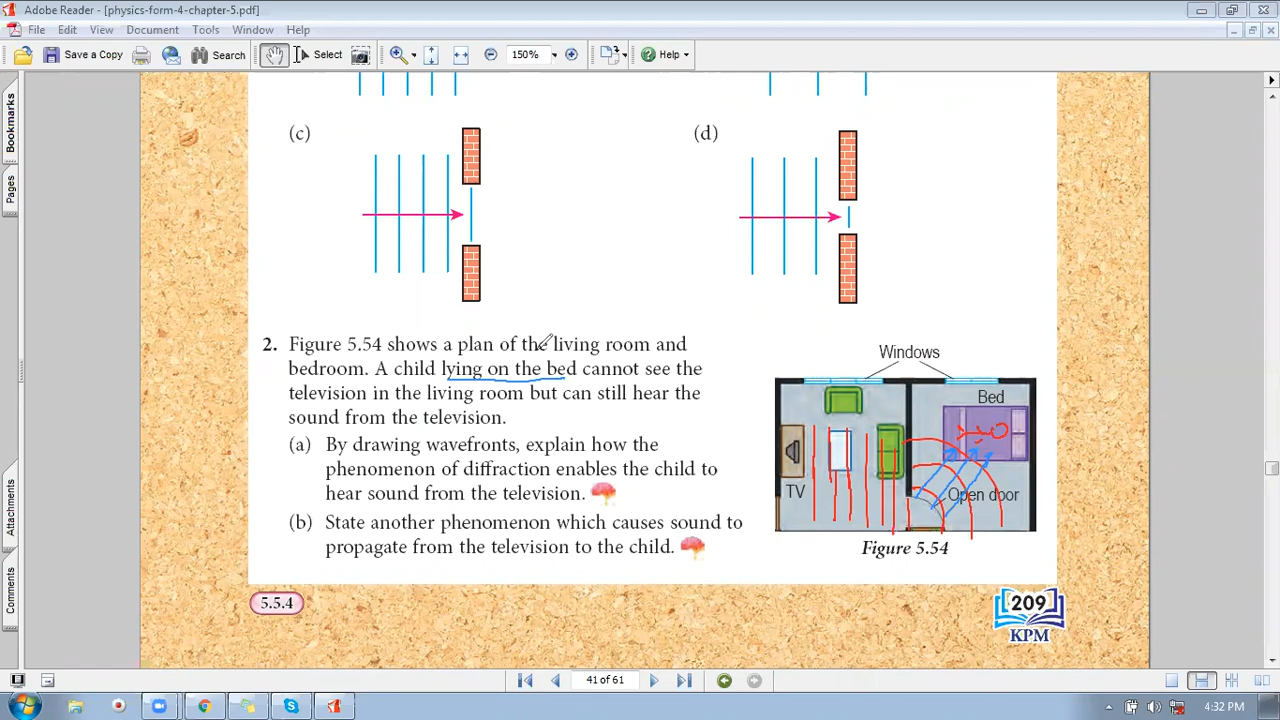 Adobe Reader - [physics-form-4-chapter-5.pdf]
File Edit View Document Tools Window Help
Save a Copy Search Select 150% Help
Bookmarks
Pages
Attachments
Comments
(c) (d)
2. Figure 5.54 shows a plan of the living room and
bedroom. A child lying on the bed cannot see the
television in the living room but can still hear the
sound from the television.
(a) By drawing wavefronts, explain how the
phenomenon of diffraction enables the child to
hear sound from the television.
(b) State another phenomenon which causes sound to
propagate from the television to the child.
Windows
Bed
TV
Open door
Figure 5.54
5.5.4
209
KPM
41 of 61
4:32 PM